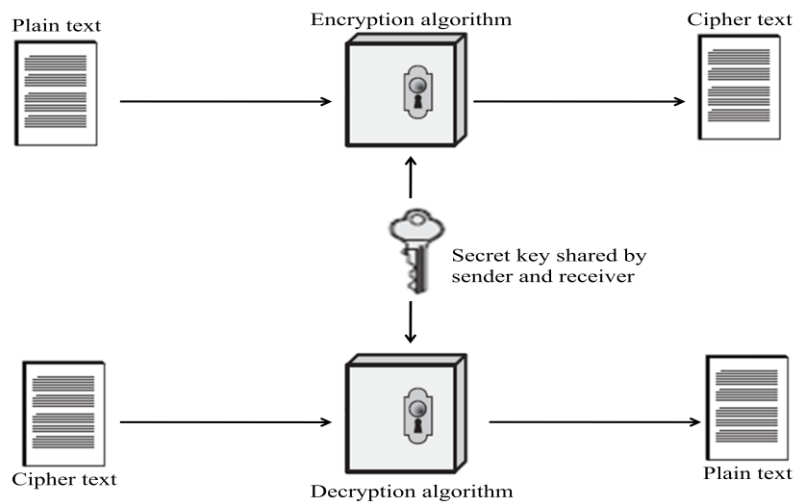 Plain text
Encryption algorithm
Cipher text
Secret key shared by
sender and receiver
Cipher text
Decryption algorithm
Plain text